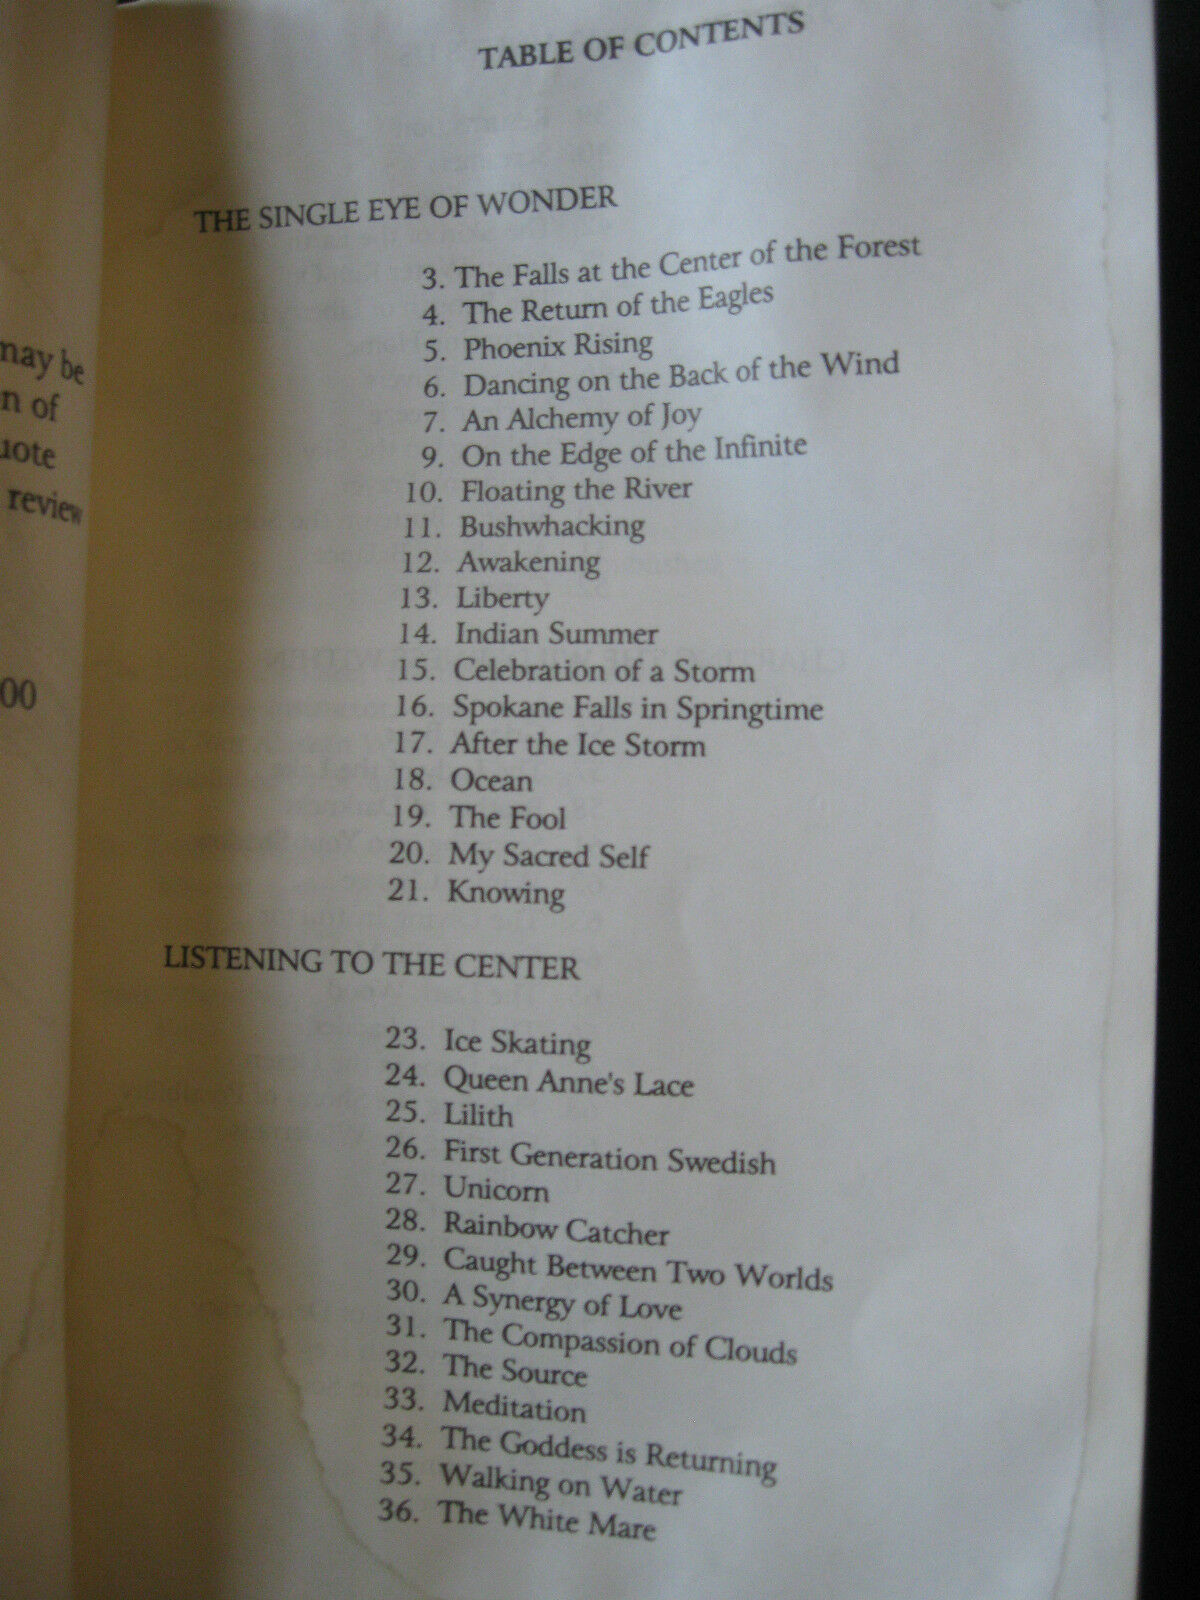 may be
n of
uote
review
00
TABLE OF CONTENTS
THE SINGLE EYE OF WONDER
3. The Falls at the Center of the Forest
4. The Return of the Eagles
5. Phoenix Rising
6. Dancing on the Back of the Wind
7. An Alchemy of Joy
9. On the Edge of the Infinite
10. Floating the River
11. Bushwhacking
12. Awakening
13. Liberty
14. Indian Summer
15. Celebration of a Storm
16. Spokane Falls in Springtime
17. After the Ice Storm
18. Ocean
19. The Fool
20. My Sacred Self
21. Knowing
LISTENING TO THE CENTER
23. Ice Skating
24. Queen Anne's Lace
25. Lilith
26. First Generation Swedish
27. Unicorn
28. Rainbow Catcher
29. Caught Between Two Worlds
30. A Synergy of Love
31. The Compassion of Clouds
32. The Source
33. Meditation
34. The Goddess is Returning
35. Walking on Water
36. The White Mare